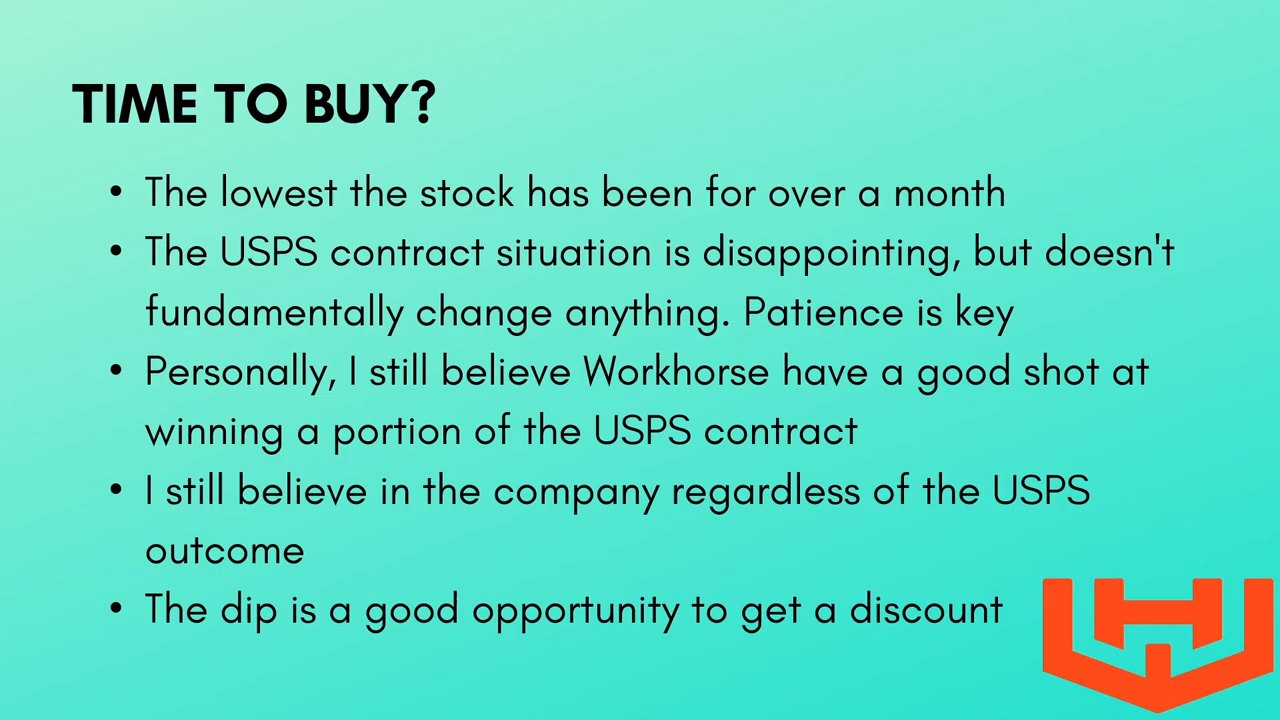 TIME TO BUY?
• The lowest the stock has been for over a month
• The USPS contract situation is disappointing, but doesn't
fundamentally change anything. Patience is key
• Personally, I still believe Workhorse have a good shot at
winning a portion of the USPS contract
• I still believe in the company regardless of the USPS
outcome
• The dip is a good opportunity to get a discount